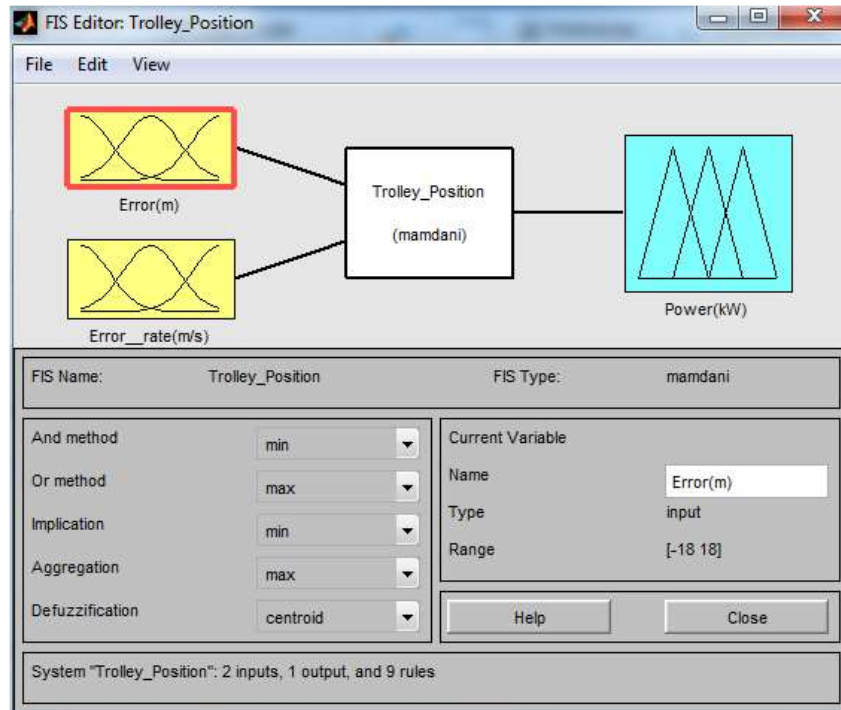 FIS Editor: Trolley_Position
File Edit View
Error(m)
Trolley_Position
(mamdani)
Error__rate(m/s)
Power(kW)
FIS Name: Trolley_Position FIS Type: mamdani
And method min
Or method max
Implication min
Aggregation max
Defuzzification centroid
Current Variable
Name Error(m)
Type input
Range [-18 18]
Help Close
System "Trolley_Position": 2 inputs, 1 output, and 9 rules